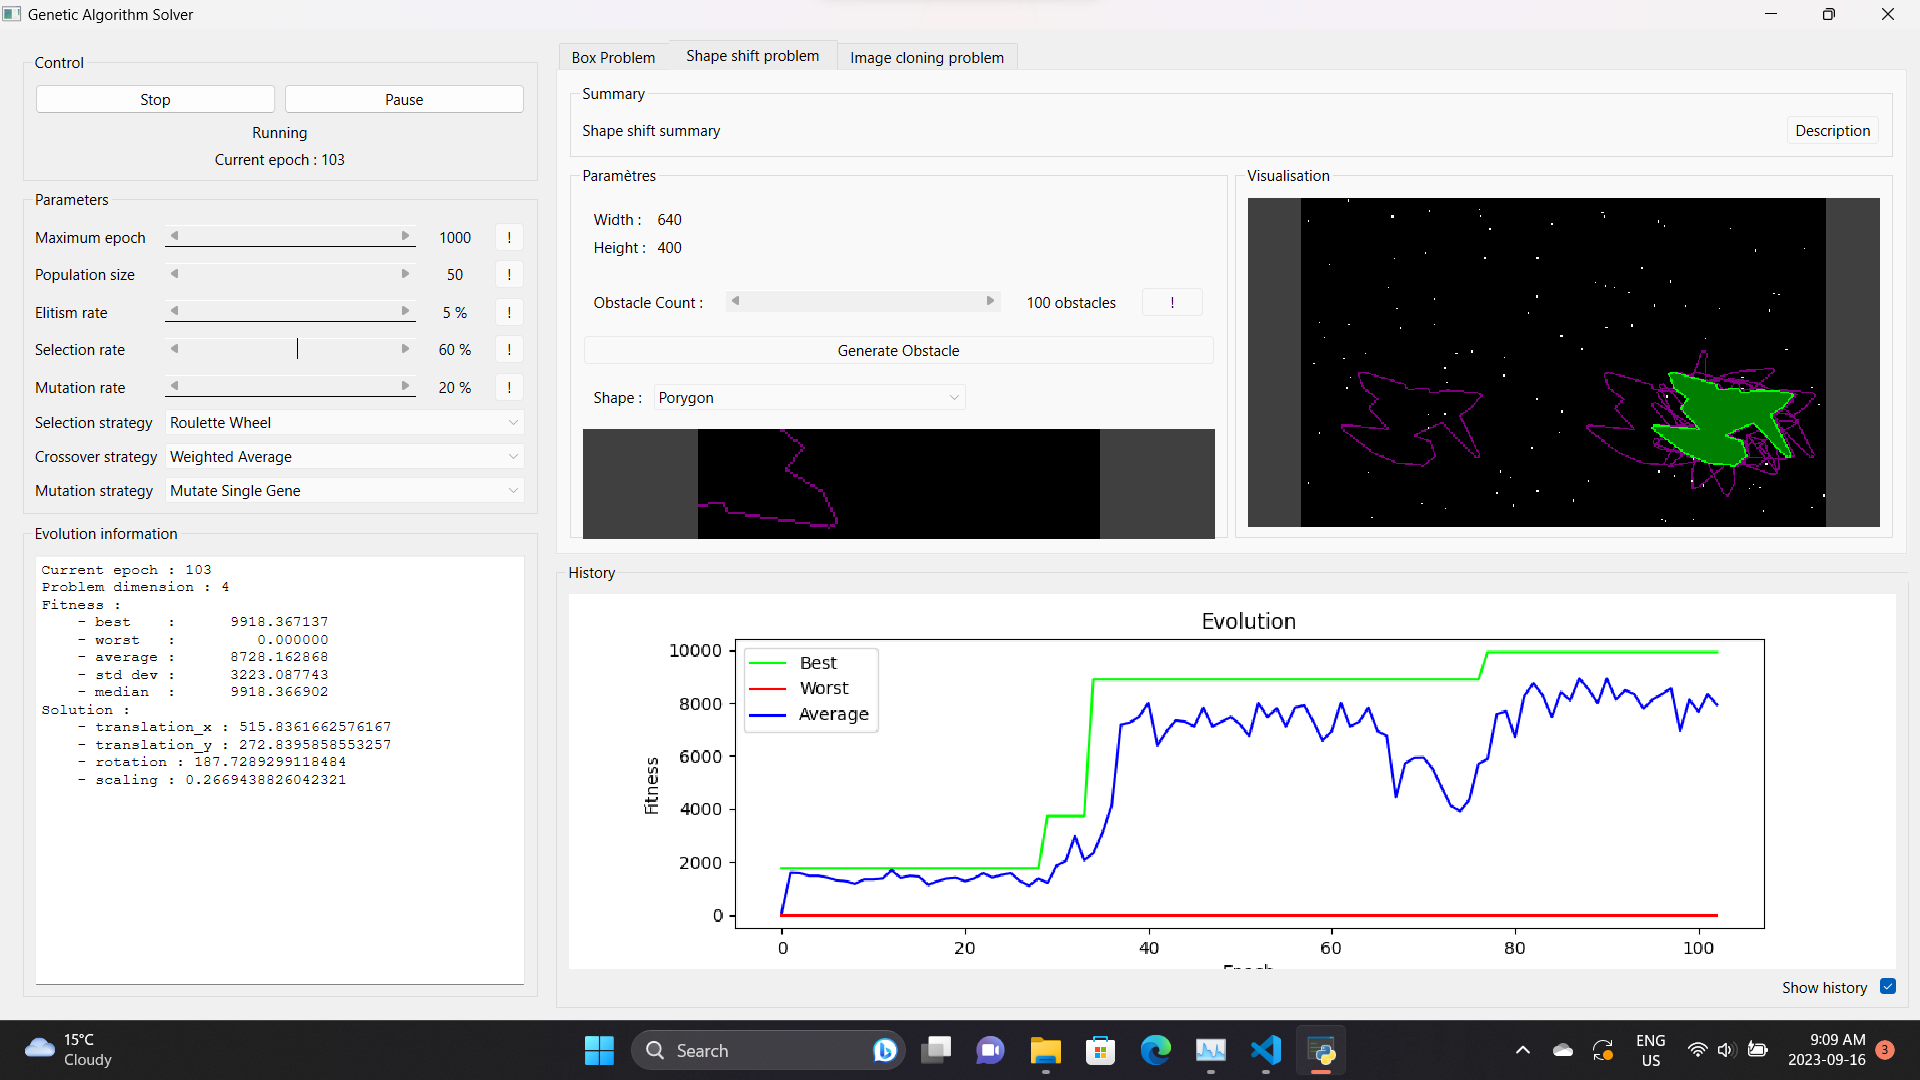 Genetic Algorithm Solver
Control
Stop
Pause
Running
Current epoch : 103
Parameters
Maximum epoch 1000 !
Population size 50 !
Elitism rate 5 % !
Selection rate 60 % !
Mutation rate 20 % !
Selection strategy Roulette Wheel
Crossover strategy Weighted Average
Mutation strategy Mutate Single Gene
Evolution information
Current epoch : 103
Problem dimension : 4
Fitness :
- best : 9918.367137
- worst : 0.000000
- average : 8728.162868
- std dev : 3223.087743
- median : 9918.366902
Solution :
- translation_x : 515.8361662576167
- translation_y : 272.8395858553257
- rotation : 187.7289299118484
- scaling : 0.2669438826042321
Box Problem
Shape shift problem
Image cloning problem
Summary
Shape shift summary
Description
Paramètres
Width : 640
Height : 400
Obstacle Count : 100 obstacles !
Generate Obstacle
Shape : Porygon
Visualisation
History
Evolution
10000
8000
6000
4000
2000
0
Fitness
Best
Worst
Average
0 20 40 60 80 100
Epoch
Show history
15°C
Cloudy
Search
ENG
US
9:09 AM
2023-09-16
3